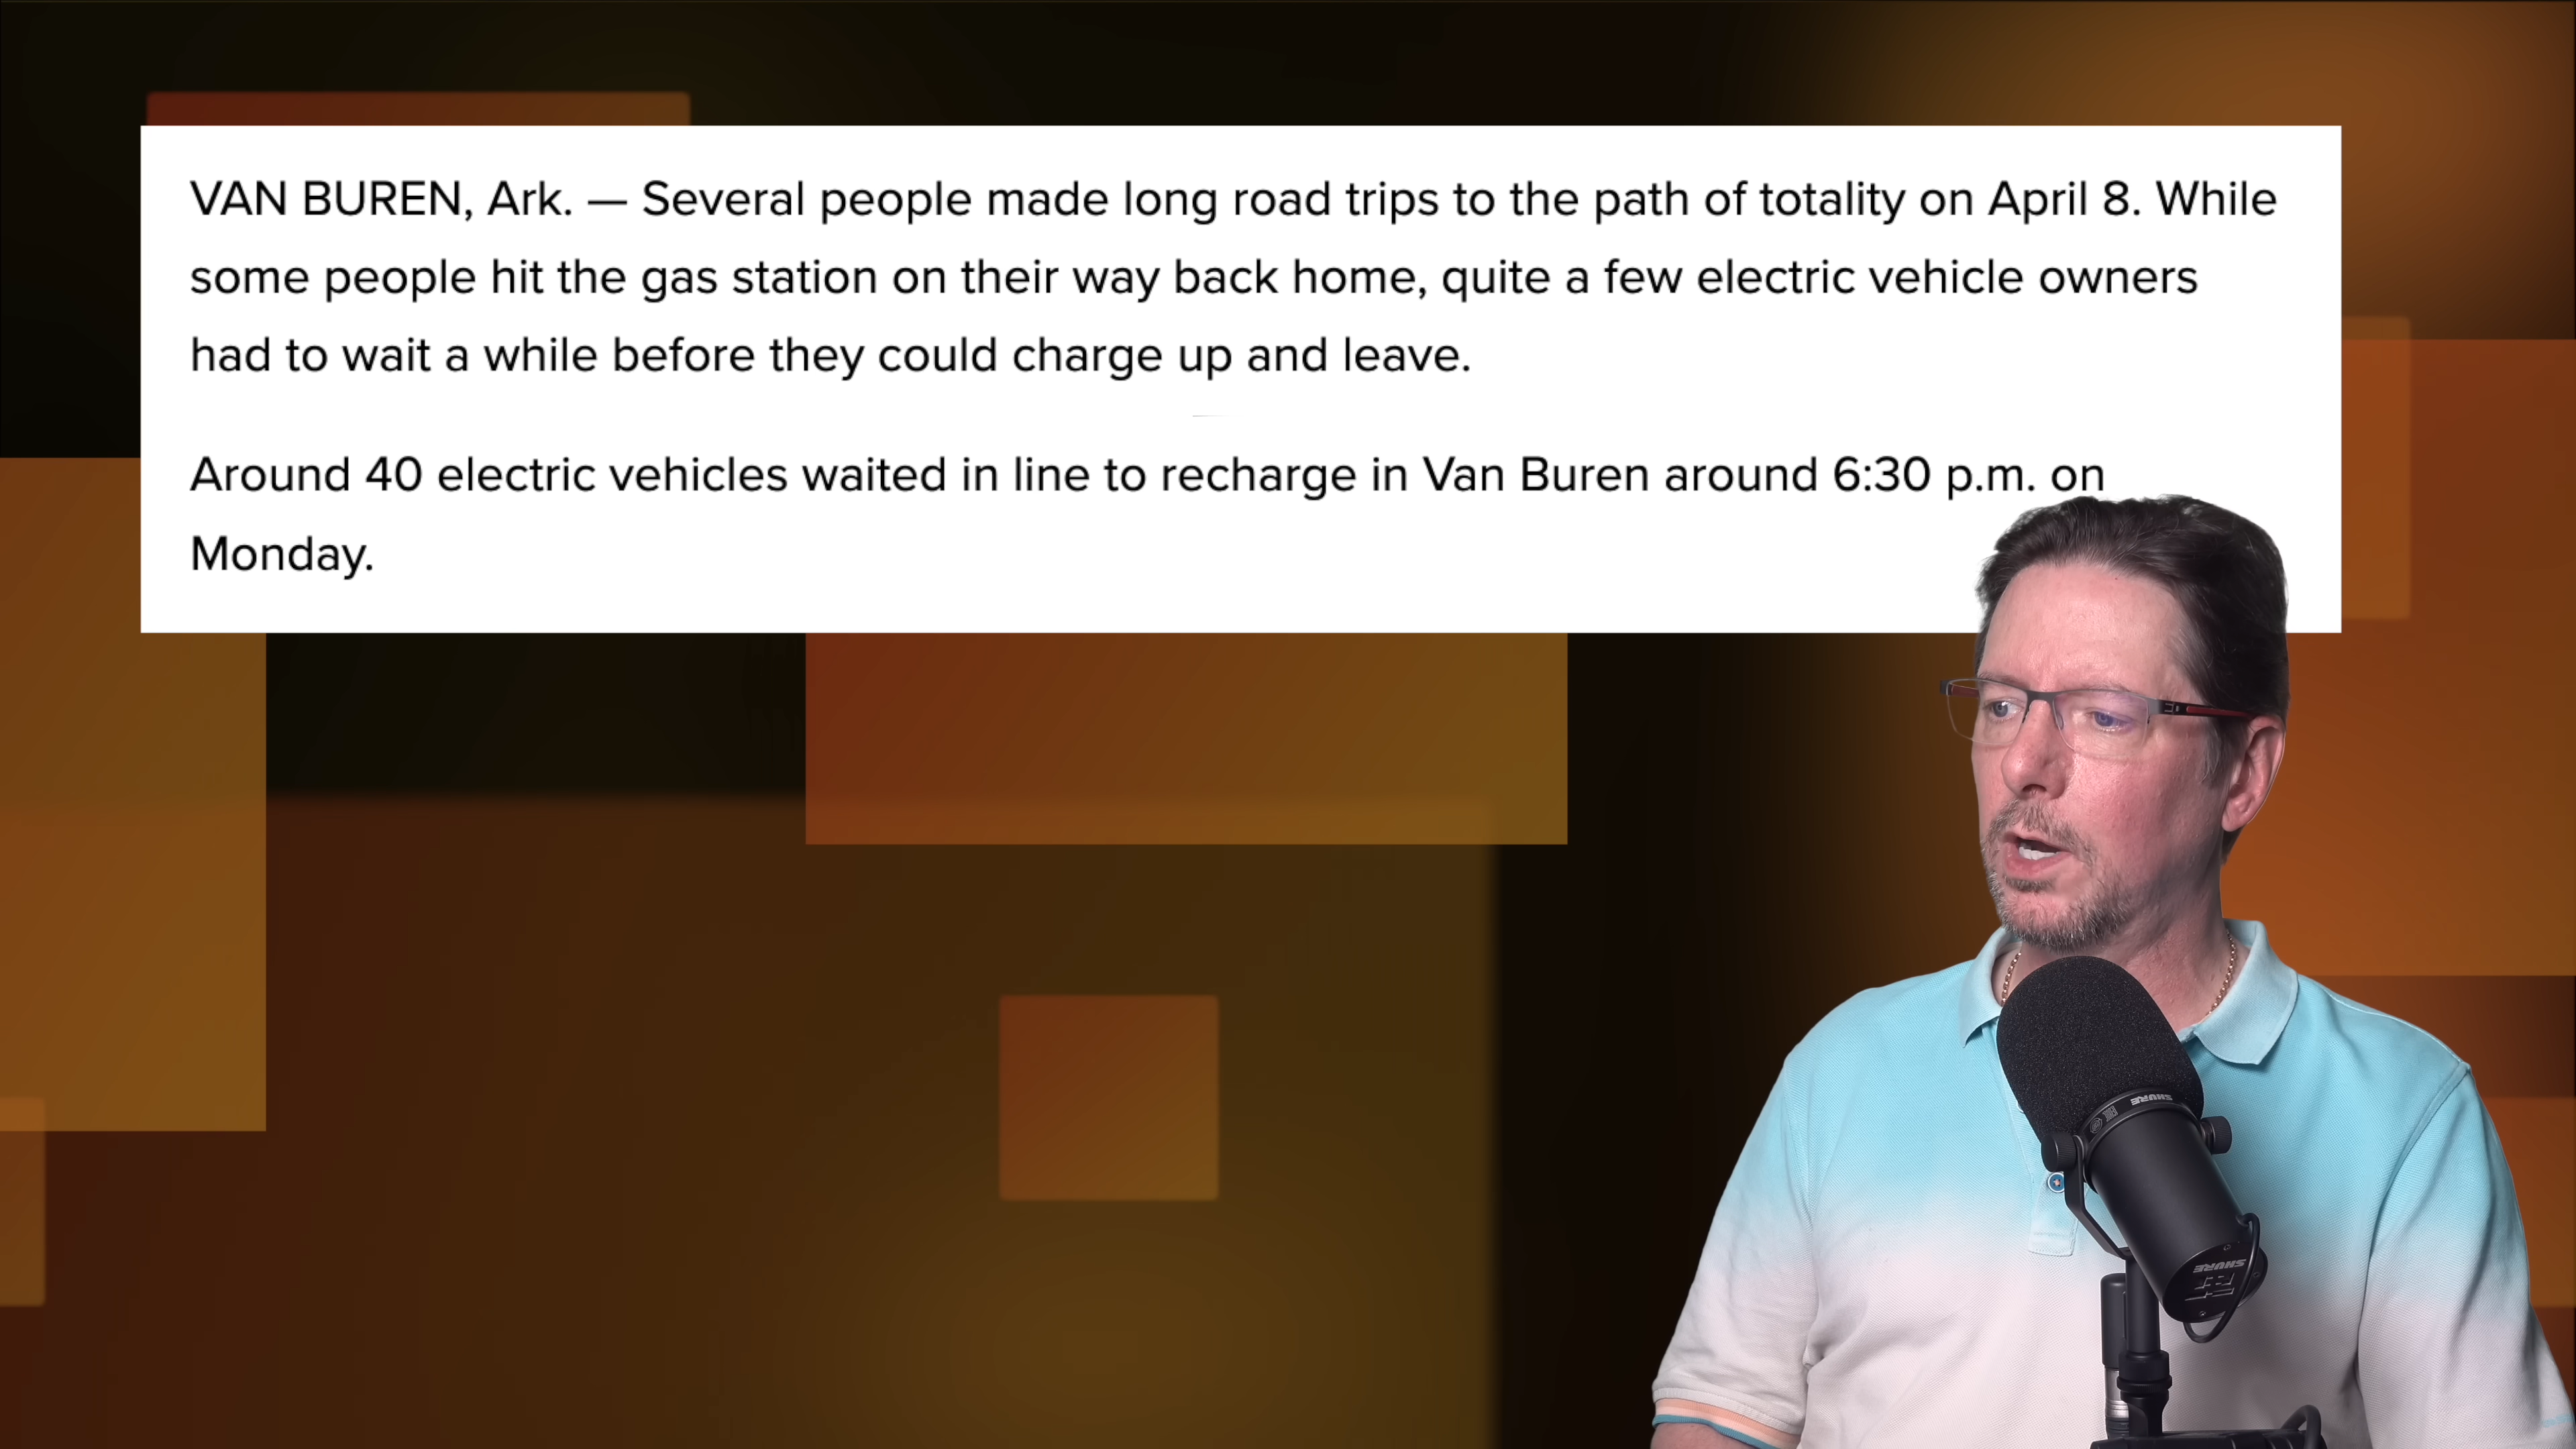 VAN BUREN, Ark. — Several people made long road trips to the path of totality on April 8. While
some people hit the gas station on their way back home, quite a few electric vehicle owners
had to wait a while before they could charge up and leave.
Around 40 electric vehicles waited in line to recharge in Van Buren around 6:30 p.m. on
Monday.
SHURE
SHURE